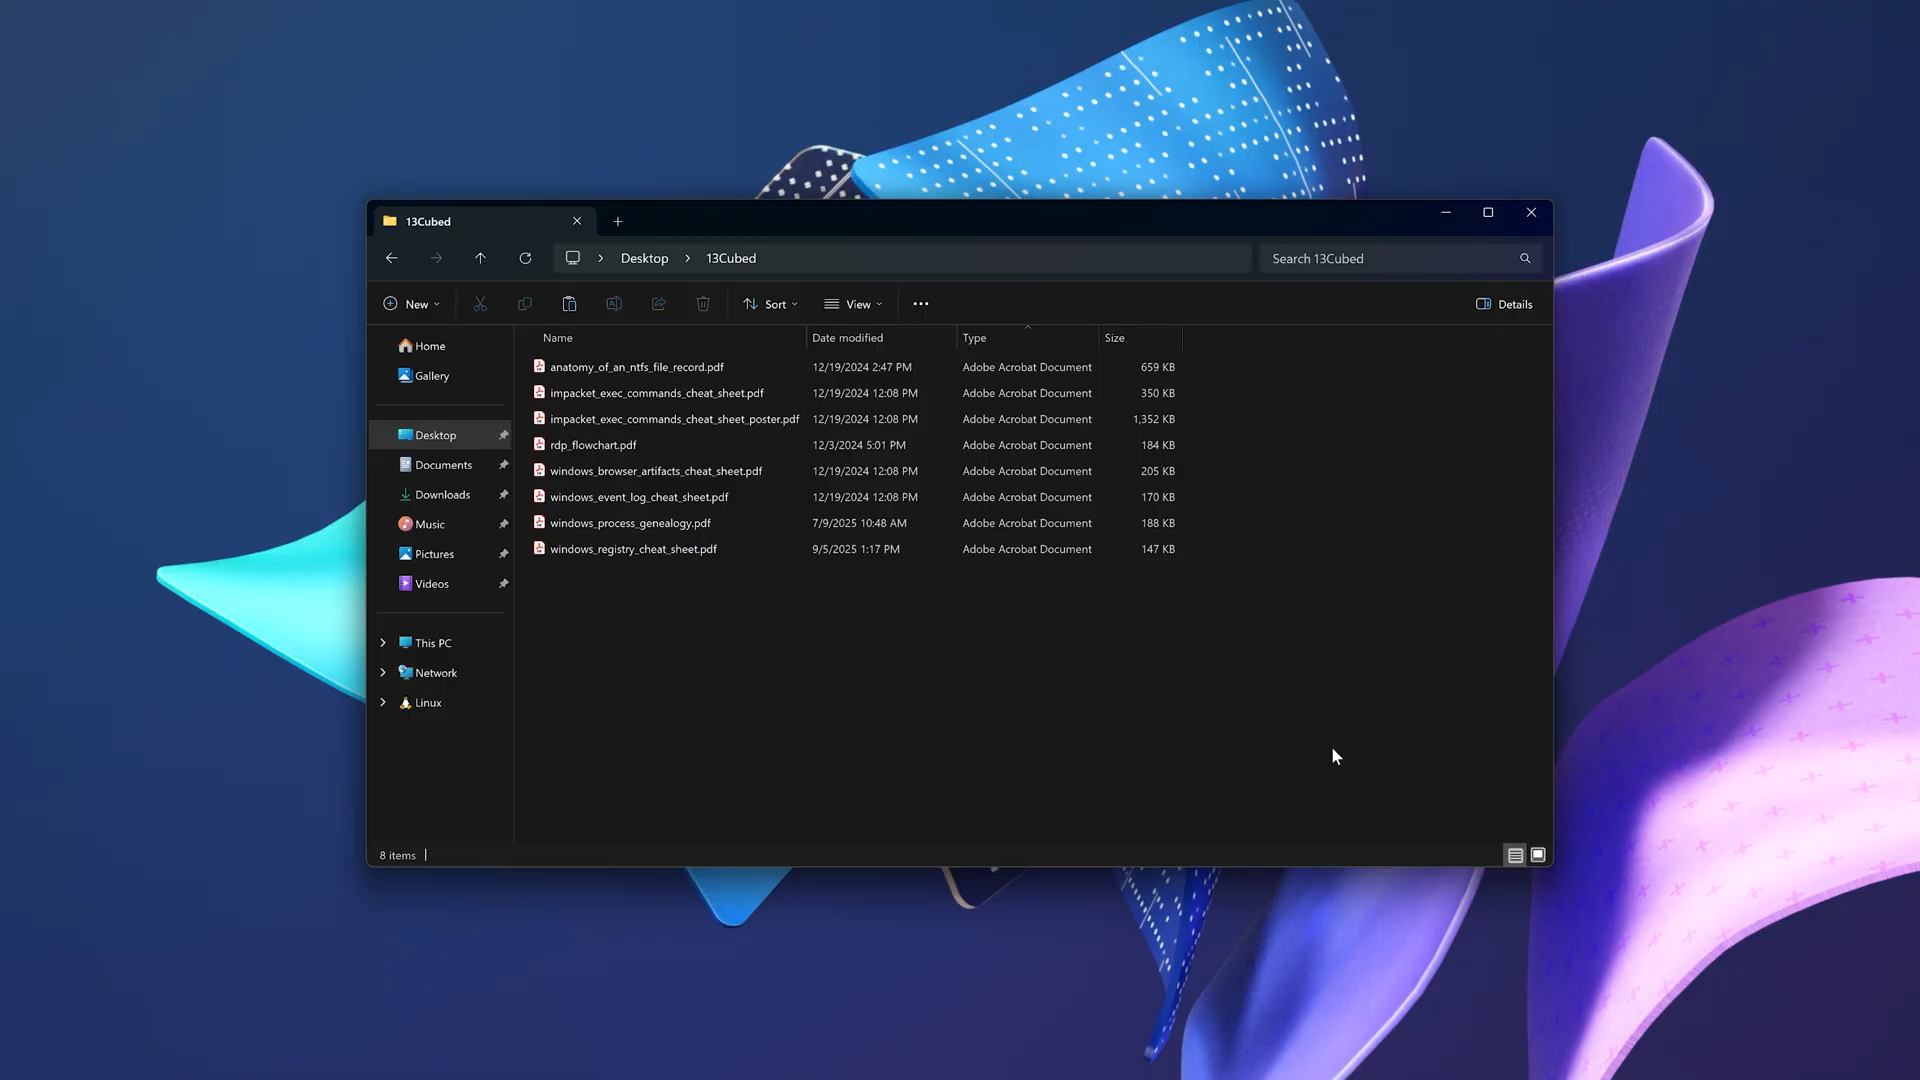 13Cubed
Desktop > 13Cubed
Search 13Cubed
New
Sort
View
Details
Name Date modified Type Size
anatomy_of_an_ntfs_file_record.pdf 12/19/2024 2:47 PM Adobe Acrobat Document 659 KB
impacket_exec_commands_cheat_sheet.pdf 12/19/2024 12:08 PM Adobe Acrobat Document 350 KB
impacket_exec_commands_cheat_sheet_poster.pdf 12/19/2024 12:08 PM Adobe Acrobat Document 1,352 KB
rdp_flowchart.pdf 12/3/2024 5:01 PM Adobe Acrobat Document 184 KB
windows_browser_artifacts_cheat_sheet.pdf 12/19/2024 12:08 PM Adobe Acrobat Document 205 KB
windows_event_log_cheat_sheet.pdf 12/19/2024 12:08 PM Adobe Acrobat Document 170 KB
windows_process_genealogy.pdf 7/9/2025 10:48 AM Adobe Acrobat Document 188 KB
windows_registry_cheat_sheet.pdf 9/5/2025 1:17 PM Adobe Acrobat Document 147 KB
Home
Gallery
Desktop
Documents
Downloads
Music
Pictures
Videos
This PC
Network
Linux
8 items